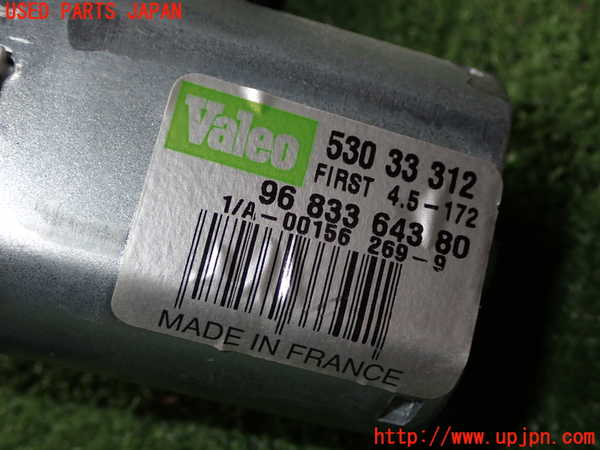 USED PARTS JAPAN
Valeo
530 33 312
FIRST 4.5-172
96 833 643 80
1/A-00156 269-9
MADE IN FRANCE
http://www.upjpn.com/